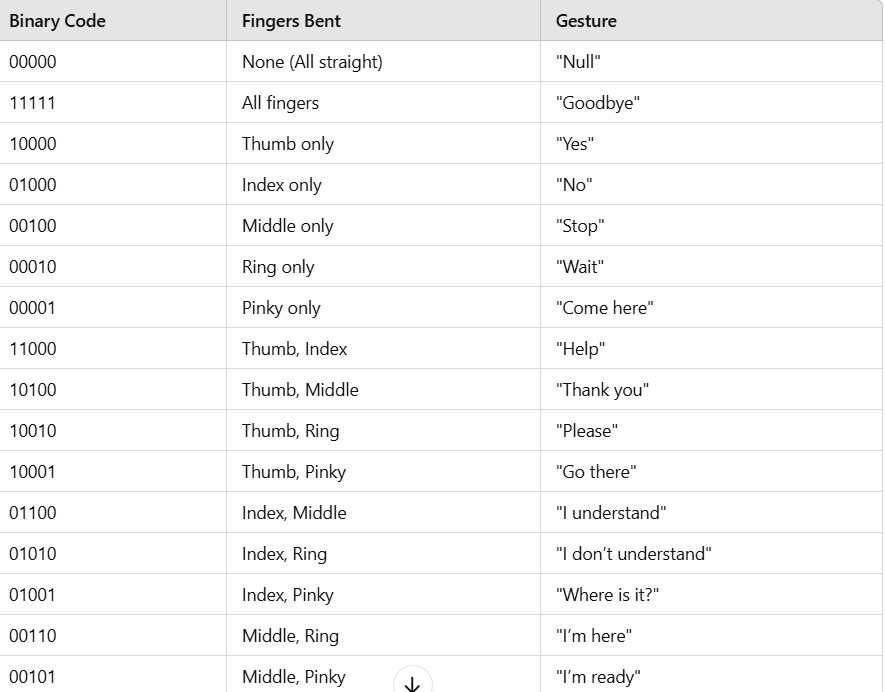 Binary Code Fingers Bent Gesture
00000 None (All straight) "Null"
11111 All fingers "Goodbye"
10000 Thumb only "Yes"
01000 Index only "No"
00100 Middle only "Stop"
00010 Ring only "Wait"
00001 Pinky only "Come here"
11000 Thumb, Index "Help"
10100 Thumb, Middle "Thank you"
10010 Thumb, Ring "Please"
10001 Thumb, Pinky "Go there"
01100 Index, Middle "I understand"
01010 Index, Ring "I don’t understand"
01001 Index, Pinky "Where is it?"
00110 Middle, Ring "I’m here"
00101 Middle, Pinky "I’m ready"